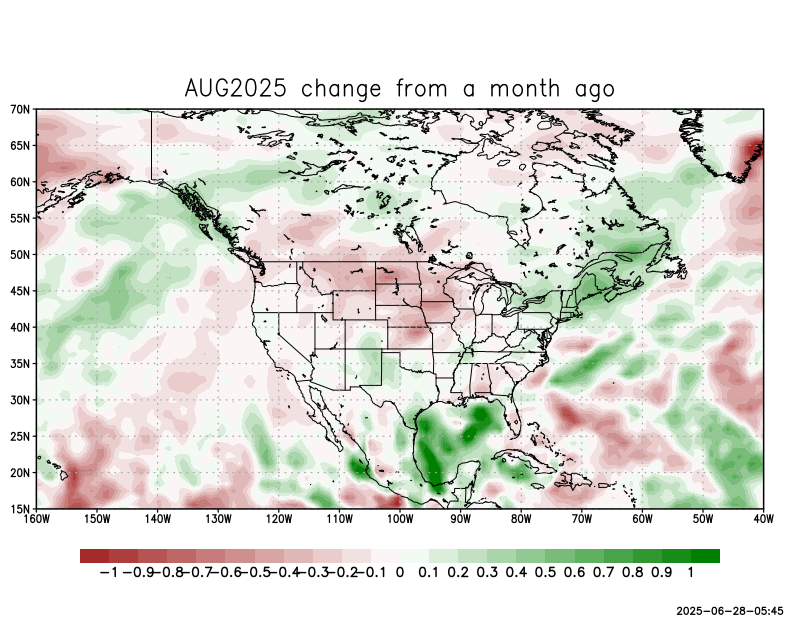 AUG2025 change from a month ago
70N
65N
60N
55N
50N
45N
40N
35N
30N
25N
20N
15N
160W 150W 140W 130W 120W 110W 100W 90W 80W 70W 60W 50W 40W
−1 −0.9 −0.8 −0.7 −0.6 −0.5 −0.4 −0.3 −0.2 −0.1 0 0.1 0.2 0.3 0.4 0.5 0.6 0.7 0.8 0.9 1
2025−06−28−05:45